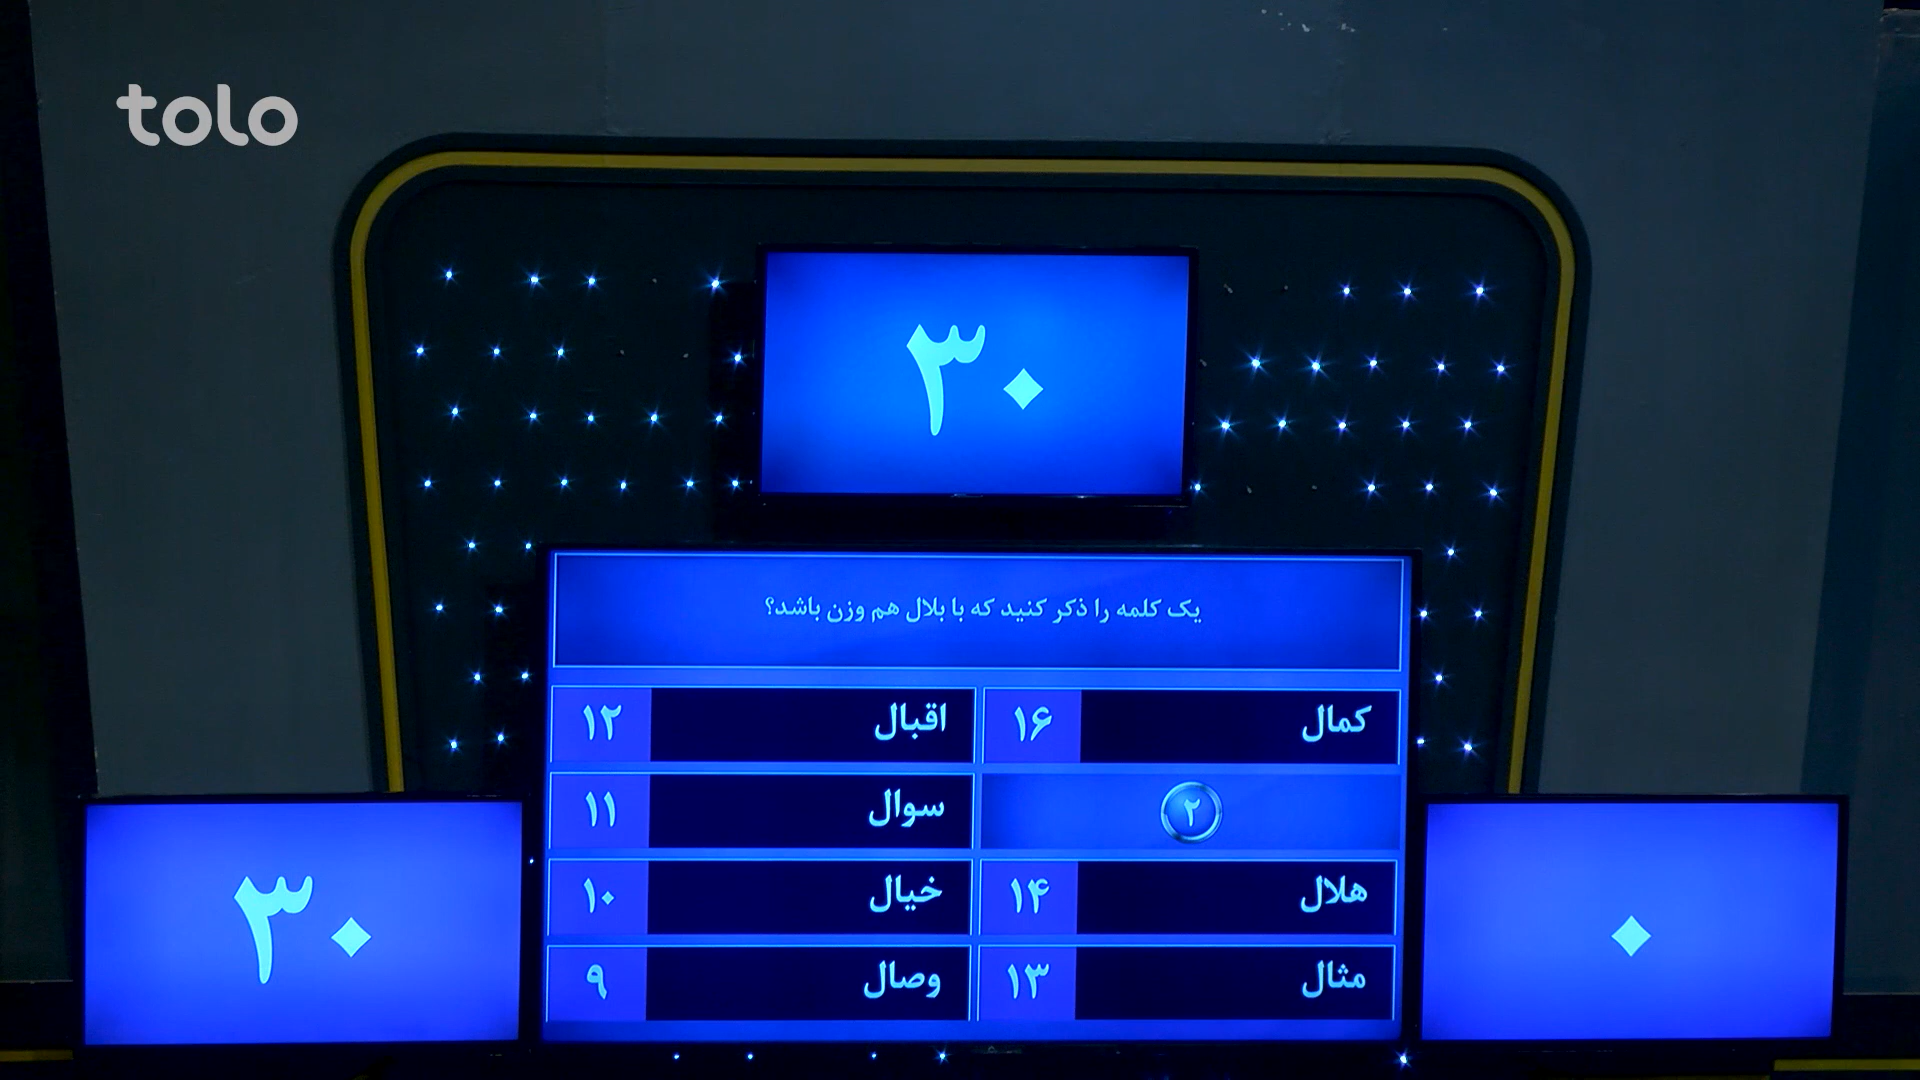 tolo
۳۰
یک کلمه را ذکر کنید که با بلال هم وزن باشد؟
کمال ۱۶
۲
هلال ۱۴
مثال ۱۳
اقبال ۱۲
سوال ۱۱
خیال ۱۰
وصال ۹
۳۰
۰